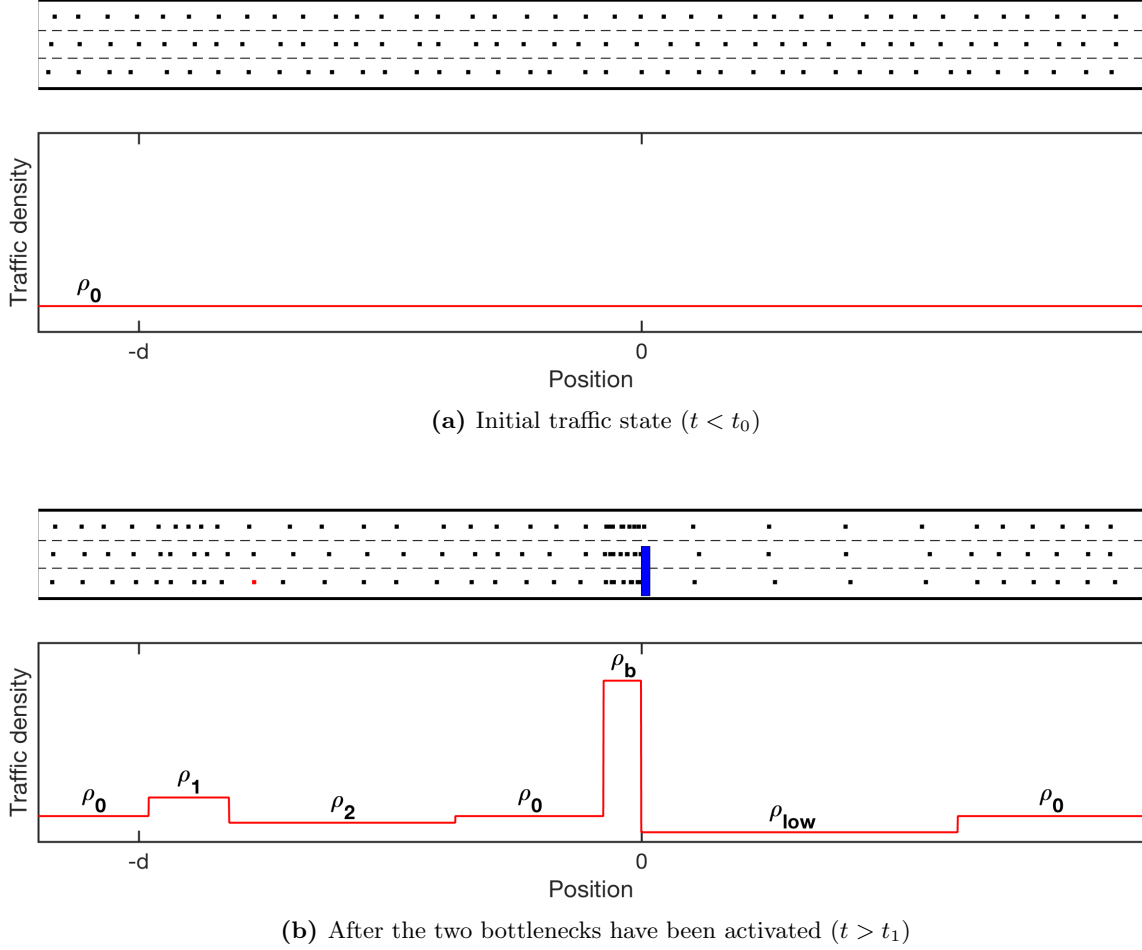 Traffic density
ρ0
-d 0
Position
(a) Initial traffic state (t < t0)
Traffic density
ρ0 ρ1 ρ2 ρ0 ρb ρlow ρ0
-d 0
Position
(b) After the two bottlenecks have been activated (t > t1)